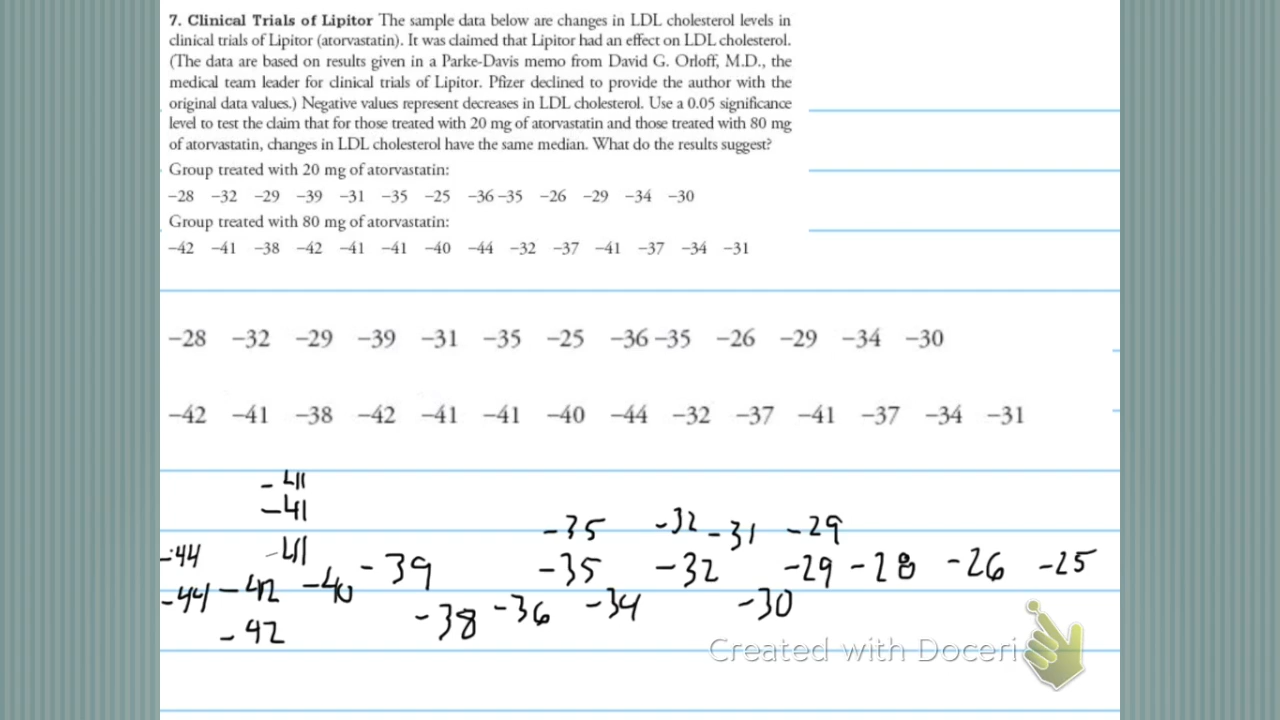 7. Clinical Trials of Lipitor The sample data below are changes in LDL cholesterol levels in
clinical trials of Lipitor (atorvastatin). It was claimed that Lipitor had an effect on LDL cholesterol.
(The data are based on results given in a Parke-Davis memo from David G. Orloff, M.D., the
medical team leader for clinical trials of Lipitor. Pfizer declined to provide the author with the
original data values.) Negative values represent decreases in LDL cholesterol. Use a 0.05 significance
level to test the claim that for those treated with 20 mg of atorvastatin and those treated with 80 mg
of atorvastatin, changes in LDL cholesterol have the same median. What do the results suggest?
Group treated with 20 mg of atorvastatin:
−28 −32 −29 −39 −31 −35 −25 −36 −35 −26 −29 −34 −30
Group treated with 80 mg of atorvastatin:
−42 −41 −38 −42 −41 −41 −40 −44 −32 −37 −41 −37 −34 −31
−28 −32 −29 −39 −31 −35 −25 −36 −35 −26 −29 −34 −30
−42 −41 −38 −42 −41 −41 −40 −44 −32 −37 −41 −37 −34 −31
-41
-41
-35 -32 -31 -29
-44 -41 -39 -35 -32 -29 -28 -26 -25
-44 -42 -40 -38 -36 -34 -30
-42
Created with Doceri